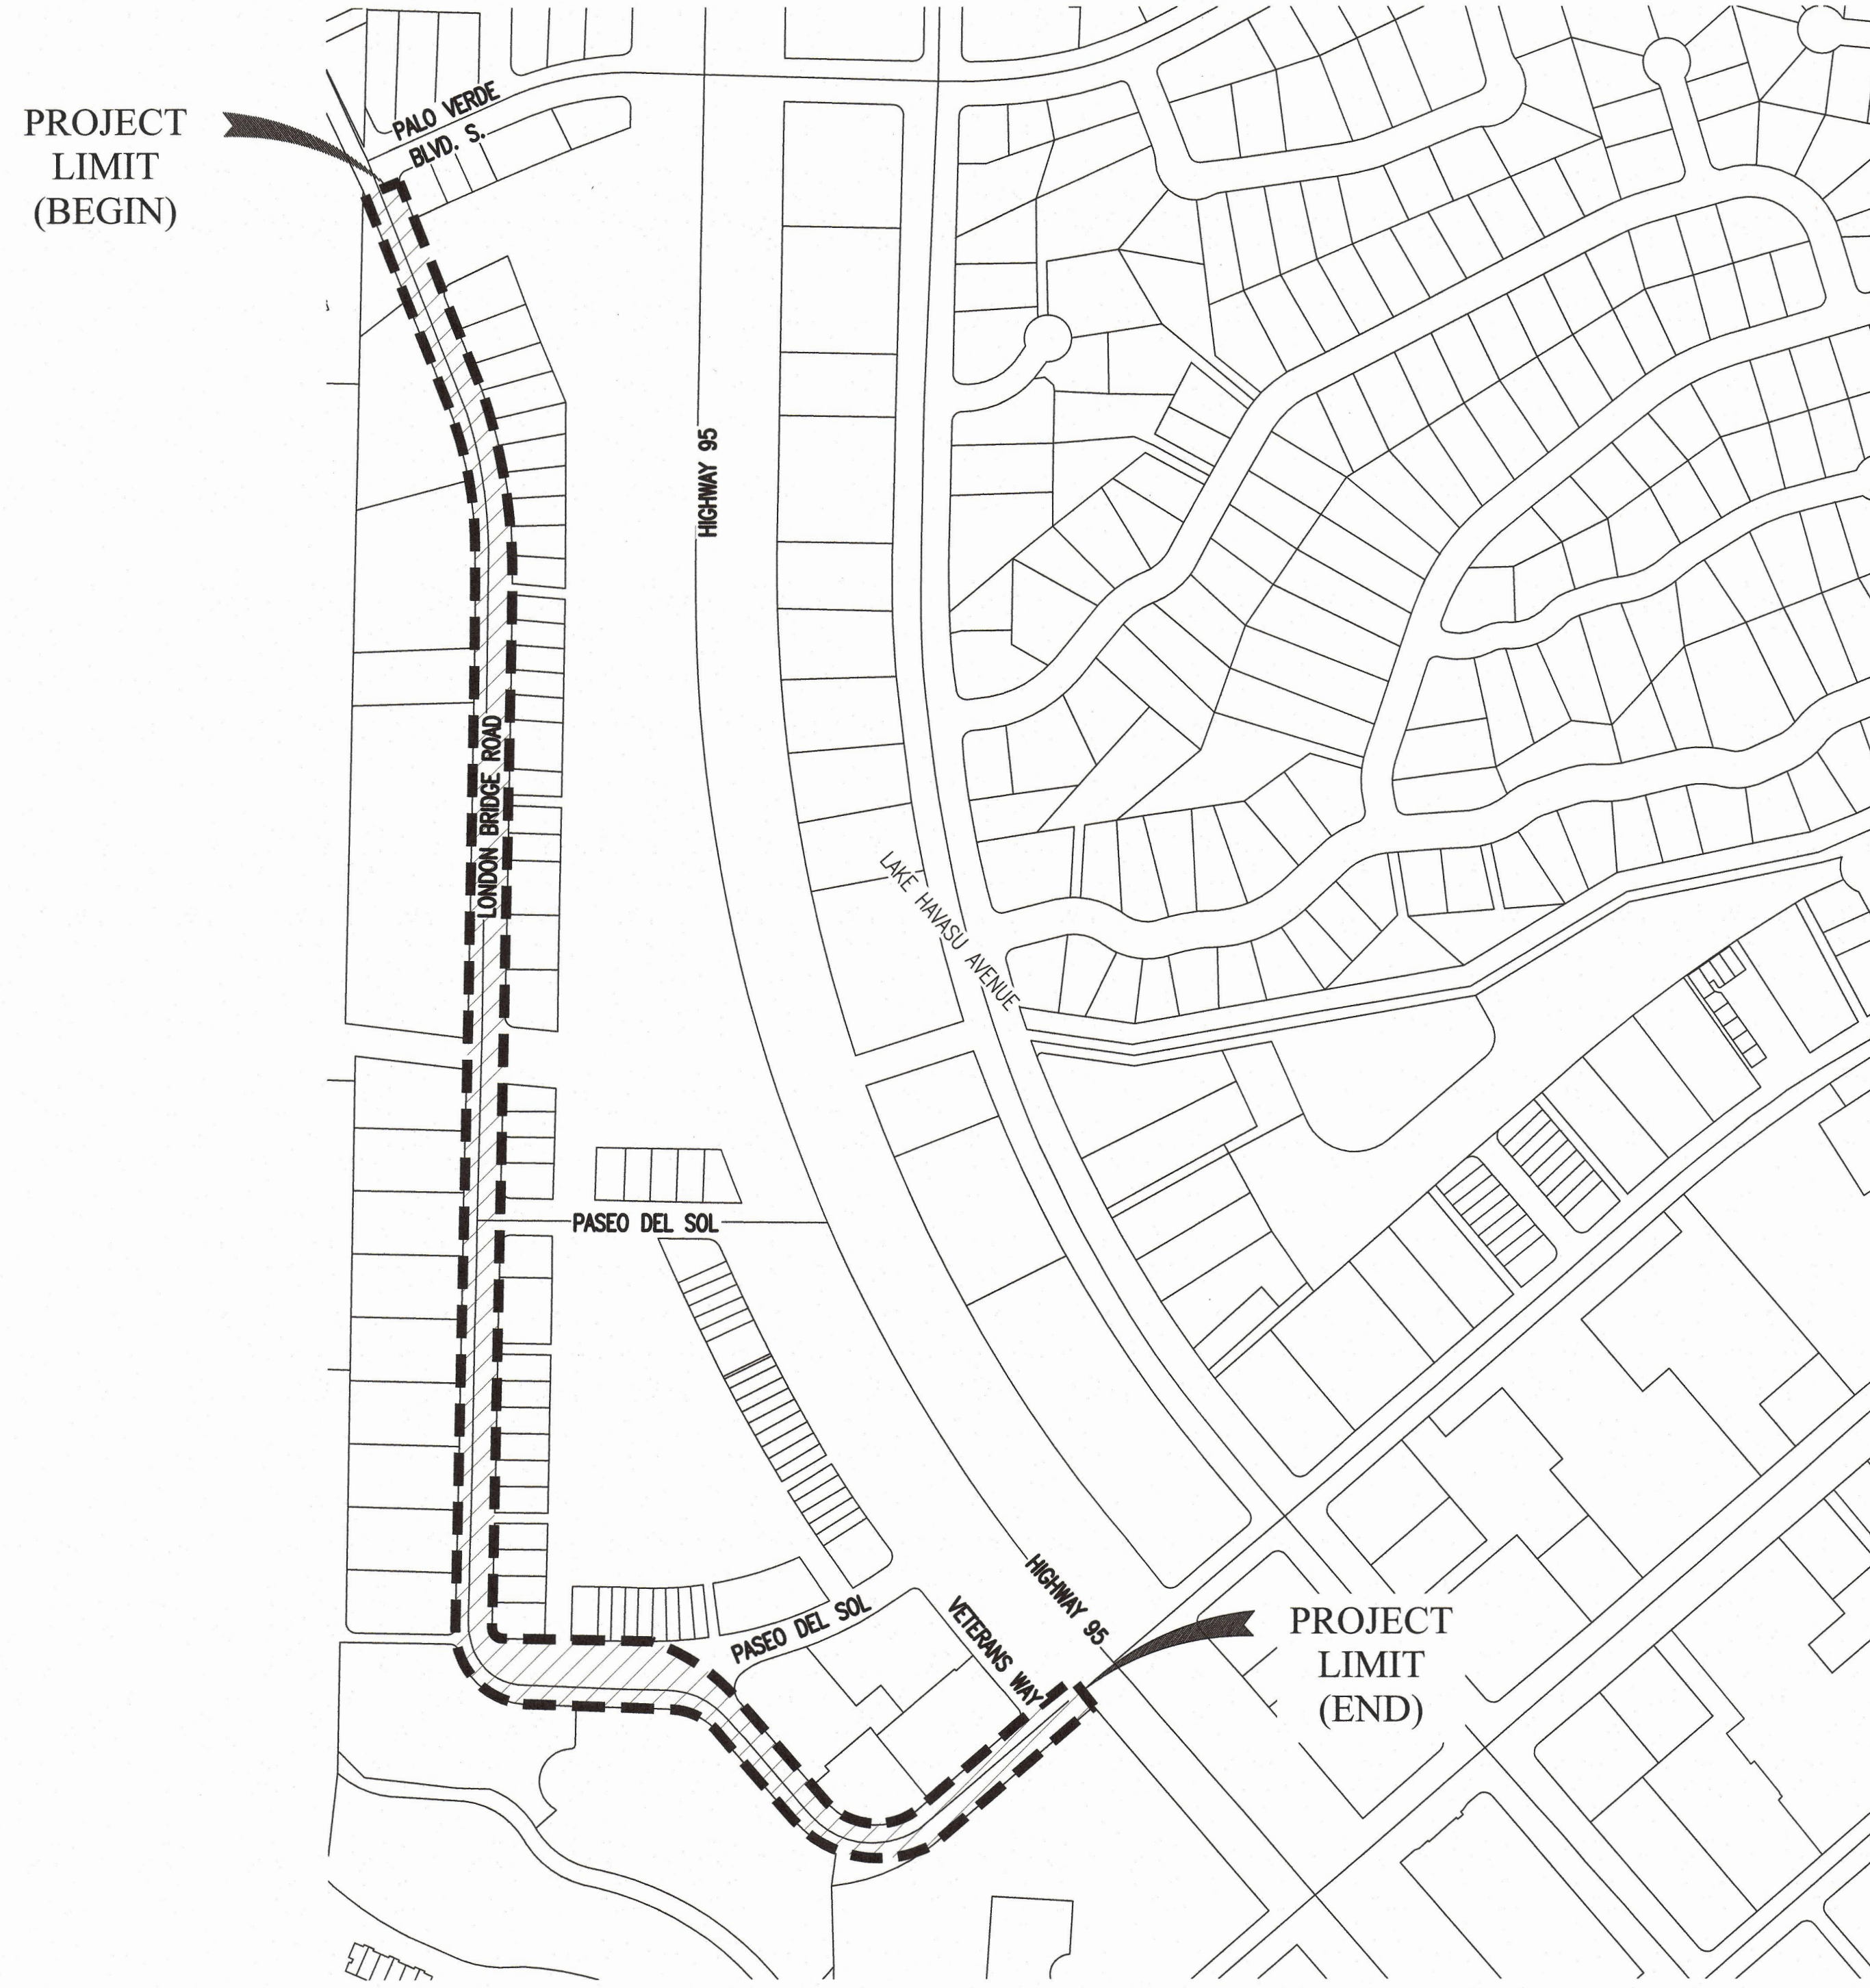 PALO VERDE
BLVD. S.
PROJECT
LIMIT
(BEGIN)
HIGHWAY 95
LONDON BRIDGE ROAD
LAKE HAVASU AVENUE
PASEO DEL SOL
HIGHWAY 95
PASEO DEL SOL
VETERANS WAY
PROJECT
LIMIT
(END)